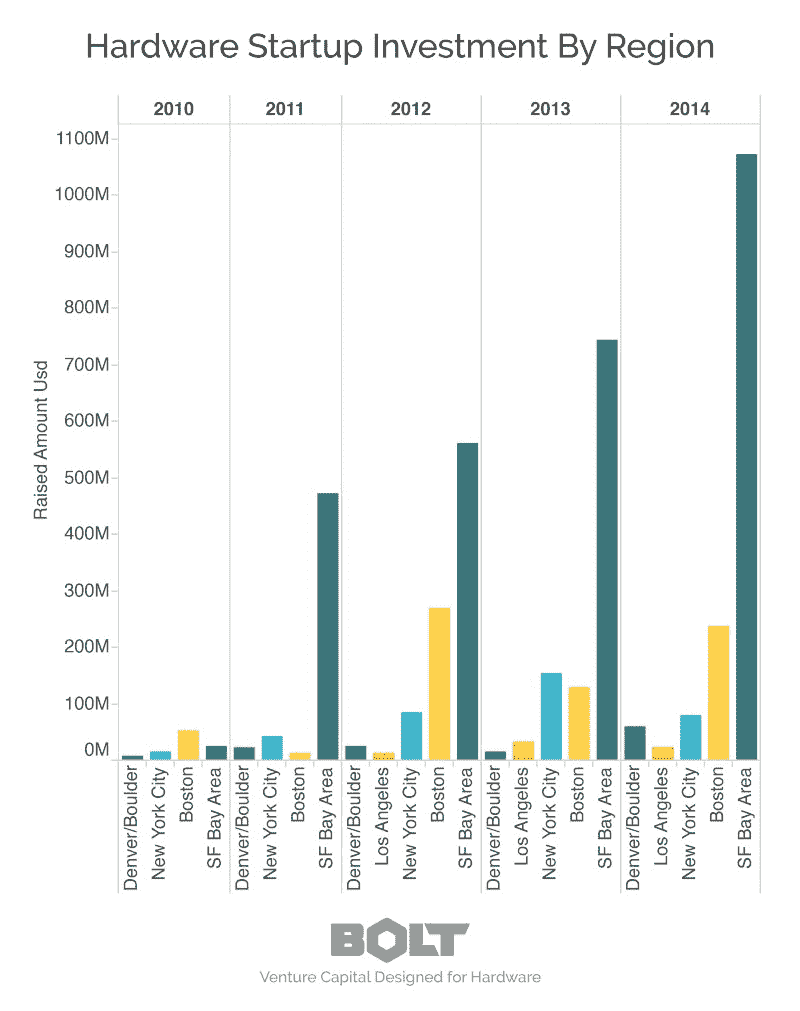 Hardware Startup Investment By Region
2010 2011 2012 2013 2014
Raised Amount Usd
1100M
1000M
900M
800M
700M
600M
500M
400M
300M
200M
100M
0M
Denver/Boulder
New York City
Boston
SF Bay Area
Denver/Boulder
New York City
Boston
SF Bay Area
Denver/Boulder
Los Angeles
New York City
Boston
SF Bay Area
Denver/Boulder
Los Angeles
New York City
Boston
SF Bay Area
Denver/Boulder
Los Angeles
New York City
Boston
SF Bay Area
BOLT
Venture Capital Designed for Hardware